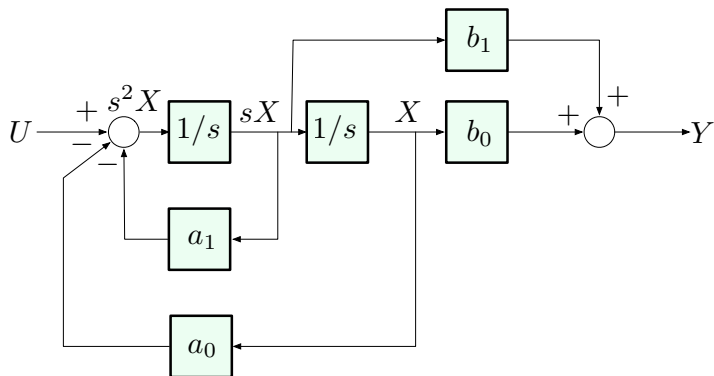 b₁
s²X
sX
X
+
+
U
−
−
1/s
1/s
b₀
+
Y
a₁
a₀